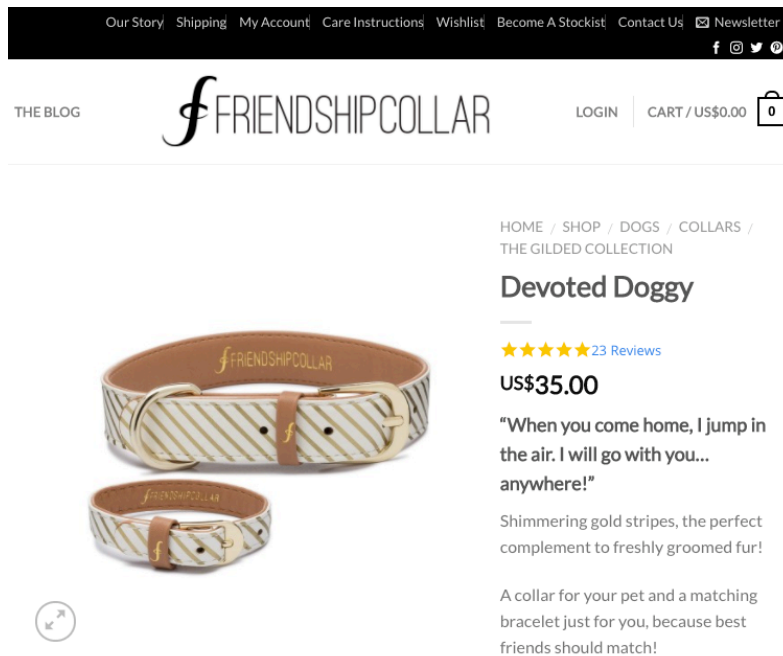 Our Story Shipping My Account Care Instructions Wishlist Become A Stockist Contact Us Newsletter
THE BLOG
FRIENDSHIPCOLLAR
LOGIN CART / US$0.00 0
HOME / SHOP / DOGS / COLLARS /
THE GILDED COLLECTION
Devoted Doggy
23 Reviews
US$35.00
“When you come home, I jump in
the air. I will go with you...
anywhere!”
Shimmering gold stripes, the perfect
complement to freshly groomed fur!
A collar for your pet and a matching
bracelet just for you, because best
friends should match!
FRIENDSHIPCOLLAR
FRIENDSHIPCOLLAR